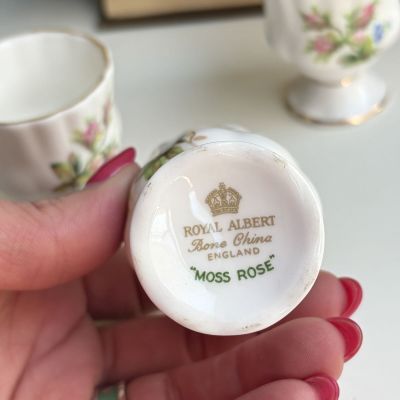 ROYAL ALBERT
Bone China
ENGLAND
"MOSS ROSE"